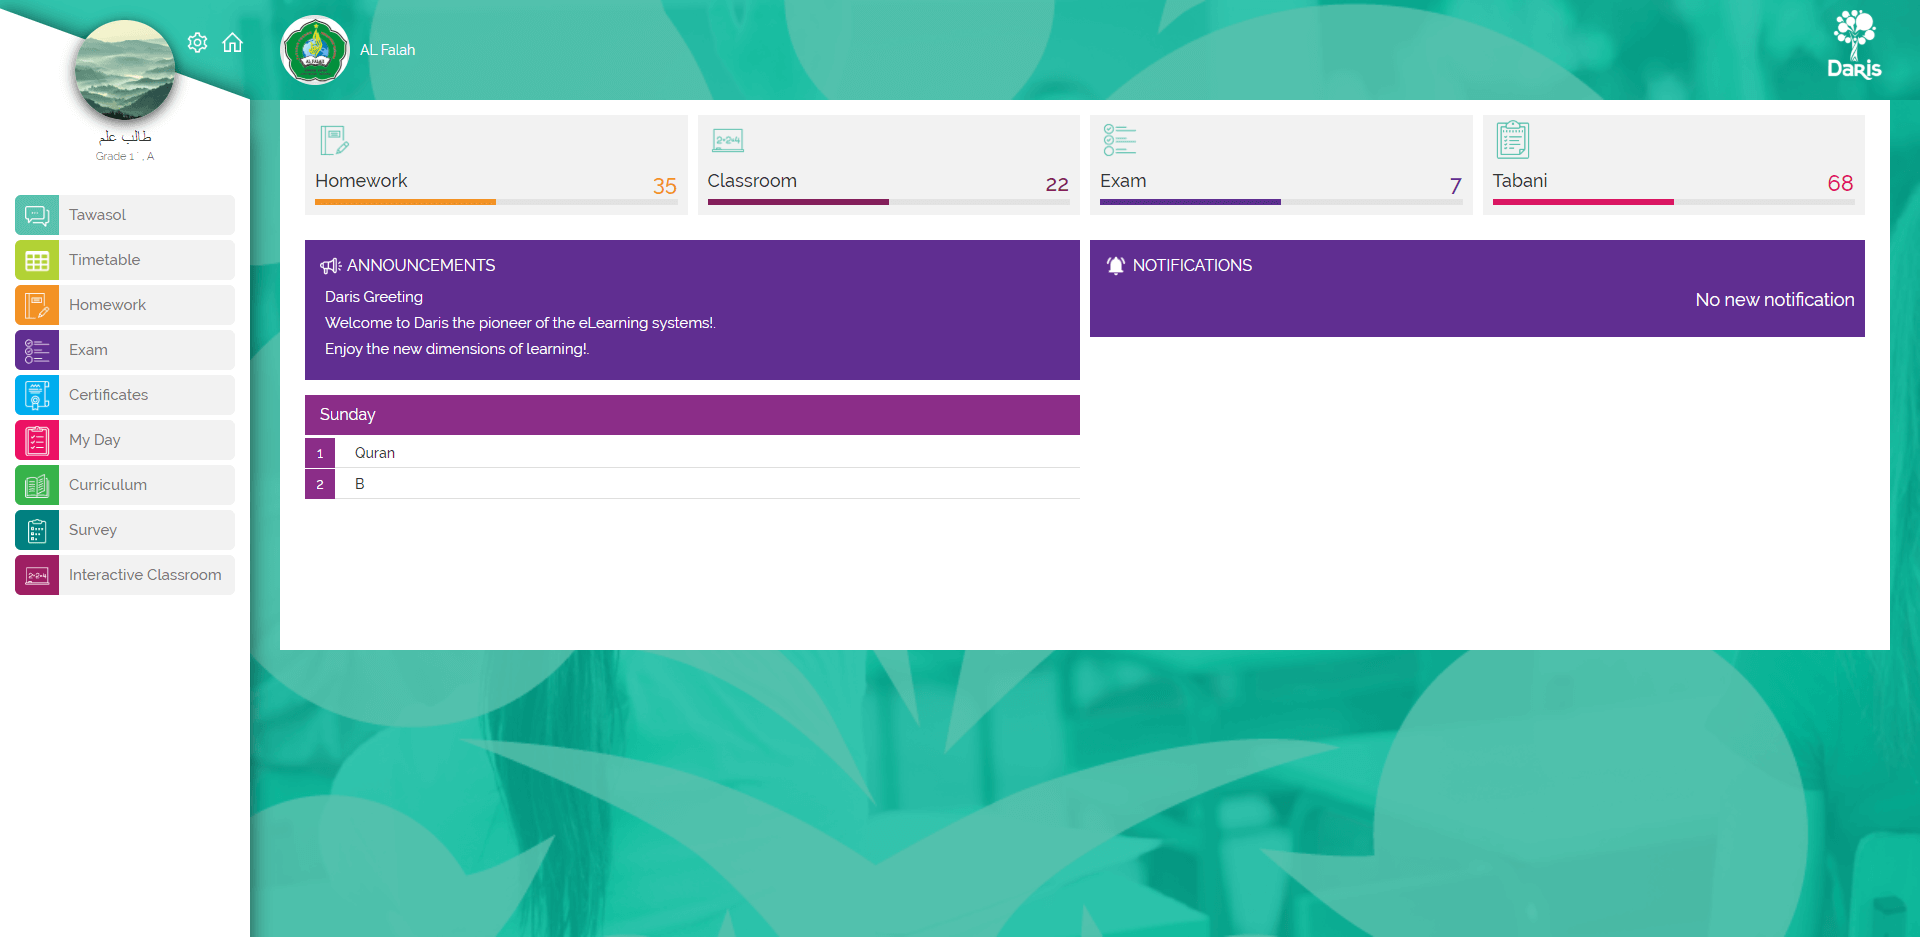 AL Falah
Daris
طالب علم
Grade 1 , A
Tawasol
Timetable
Homework
Exam
Certificates
My Day
Curriculum
Survey
Interactive Classroom
Homework
35
Classroom
22
Exam
7
Tabani
68
ANNOUNCEMENTS
Daris Greeting
Welcome to Daris the pioneer of the eLearning systems!.
Enjoy the new dimensions of learning!.
NOTIFICATIONS
No new notification
Sunday
1 Quran
2 B